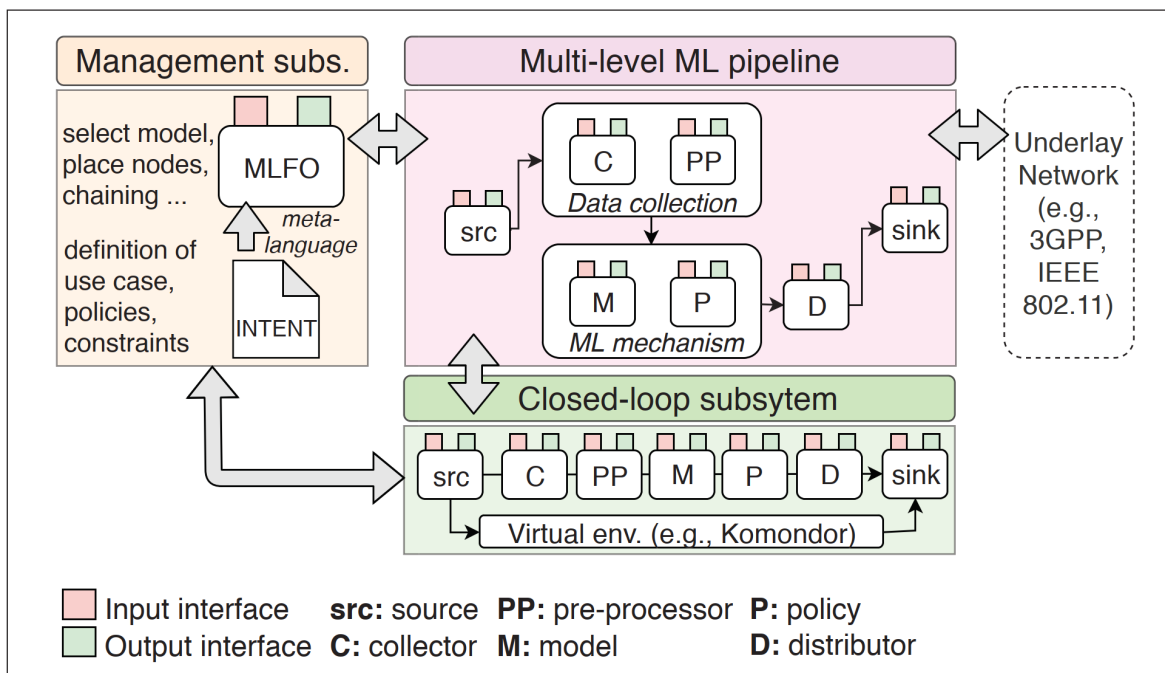 Management subs.
select model,
place nodes,
chaining ...
MLFO
meta-
language
definition of
use case,
policies,
constraints
INTENT
Multi-level ML pipeline
src
C
PP
Data collection
M
P
ML mechanism
D
sink
Underlay
Network
(e.g.,
3GPP,
IEEE
802.11)
Closed-loop subsytem
src
C
PP
M
P
D
sink
Virtual env. (e.g., Komondor)
Input interface
Output interface
src: source
C: collector
PP: pre-processor
M: model
P: policy
D: distributor